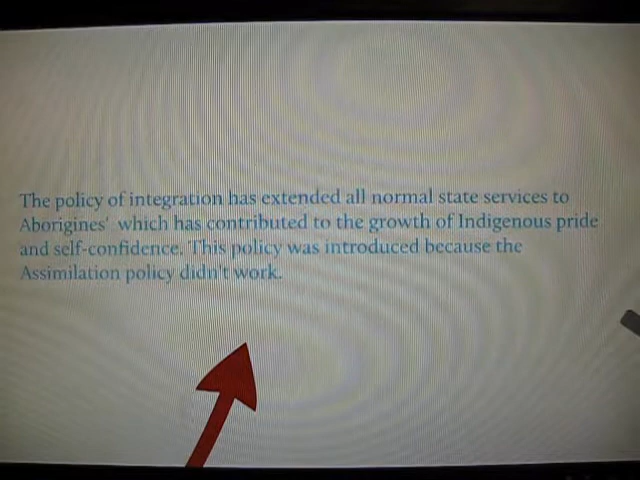 The policy of integration has extended all normal state services to
Aborigines' which has contributed to the growth of Indigenous pride
and self-confidence. This policy was introduced because the
Assimilation policy didn't work.